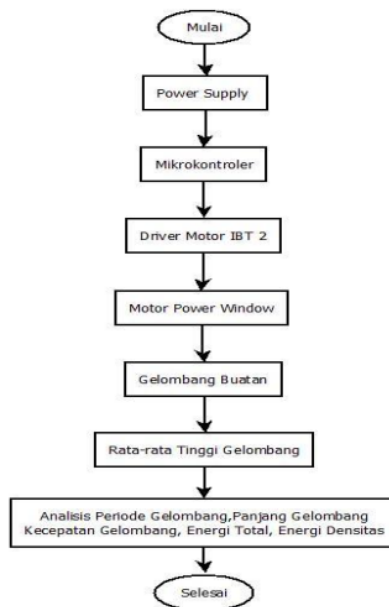 Mulai
Power Supply
Mikrokontroler
Driver Motor IBT 2
Motor Power Window
Gelombang Buatan
Rata-rata Tinggi Gelombang
Analisis Periode Gelombang,Panjang Gelombang
Kecepatan Gelombang, Energi Total, Energi Densitas
Selesai